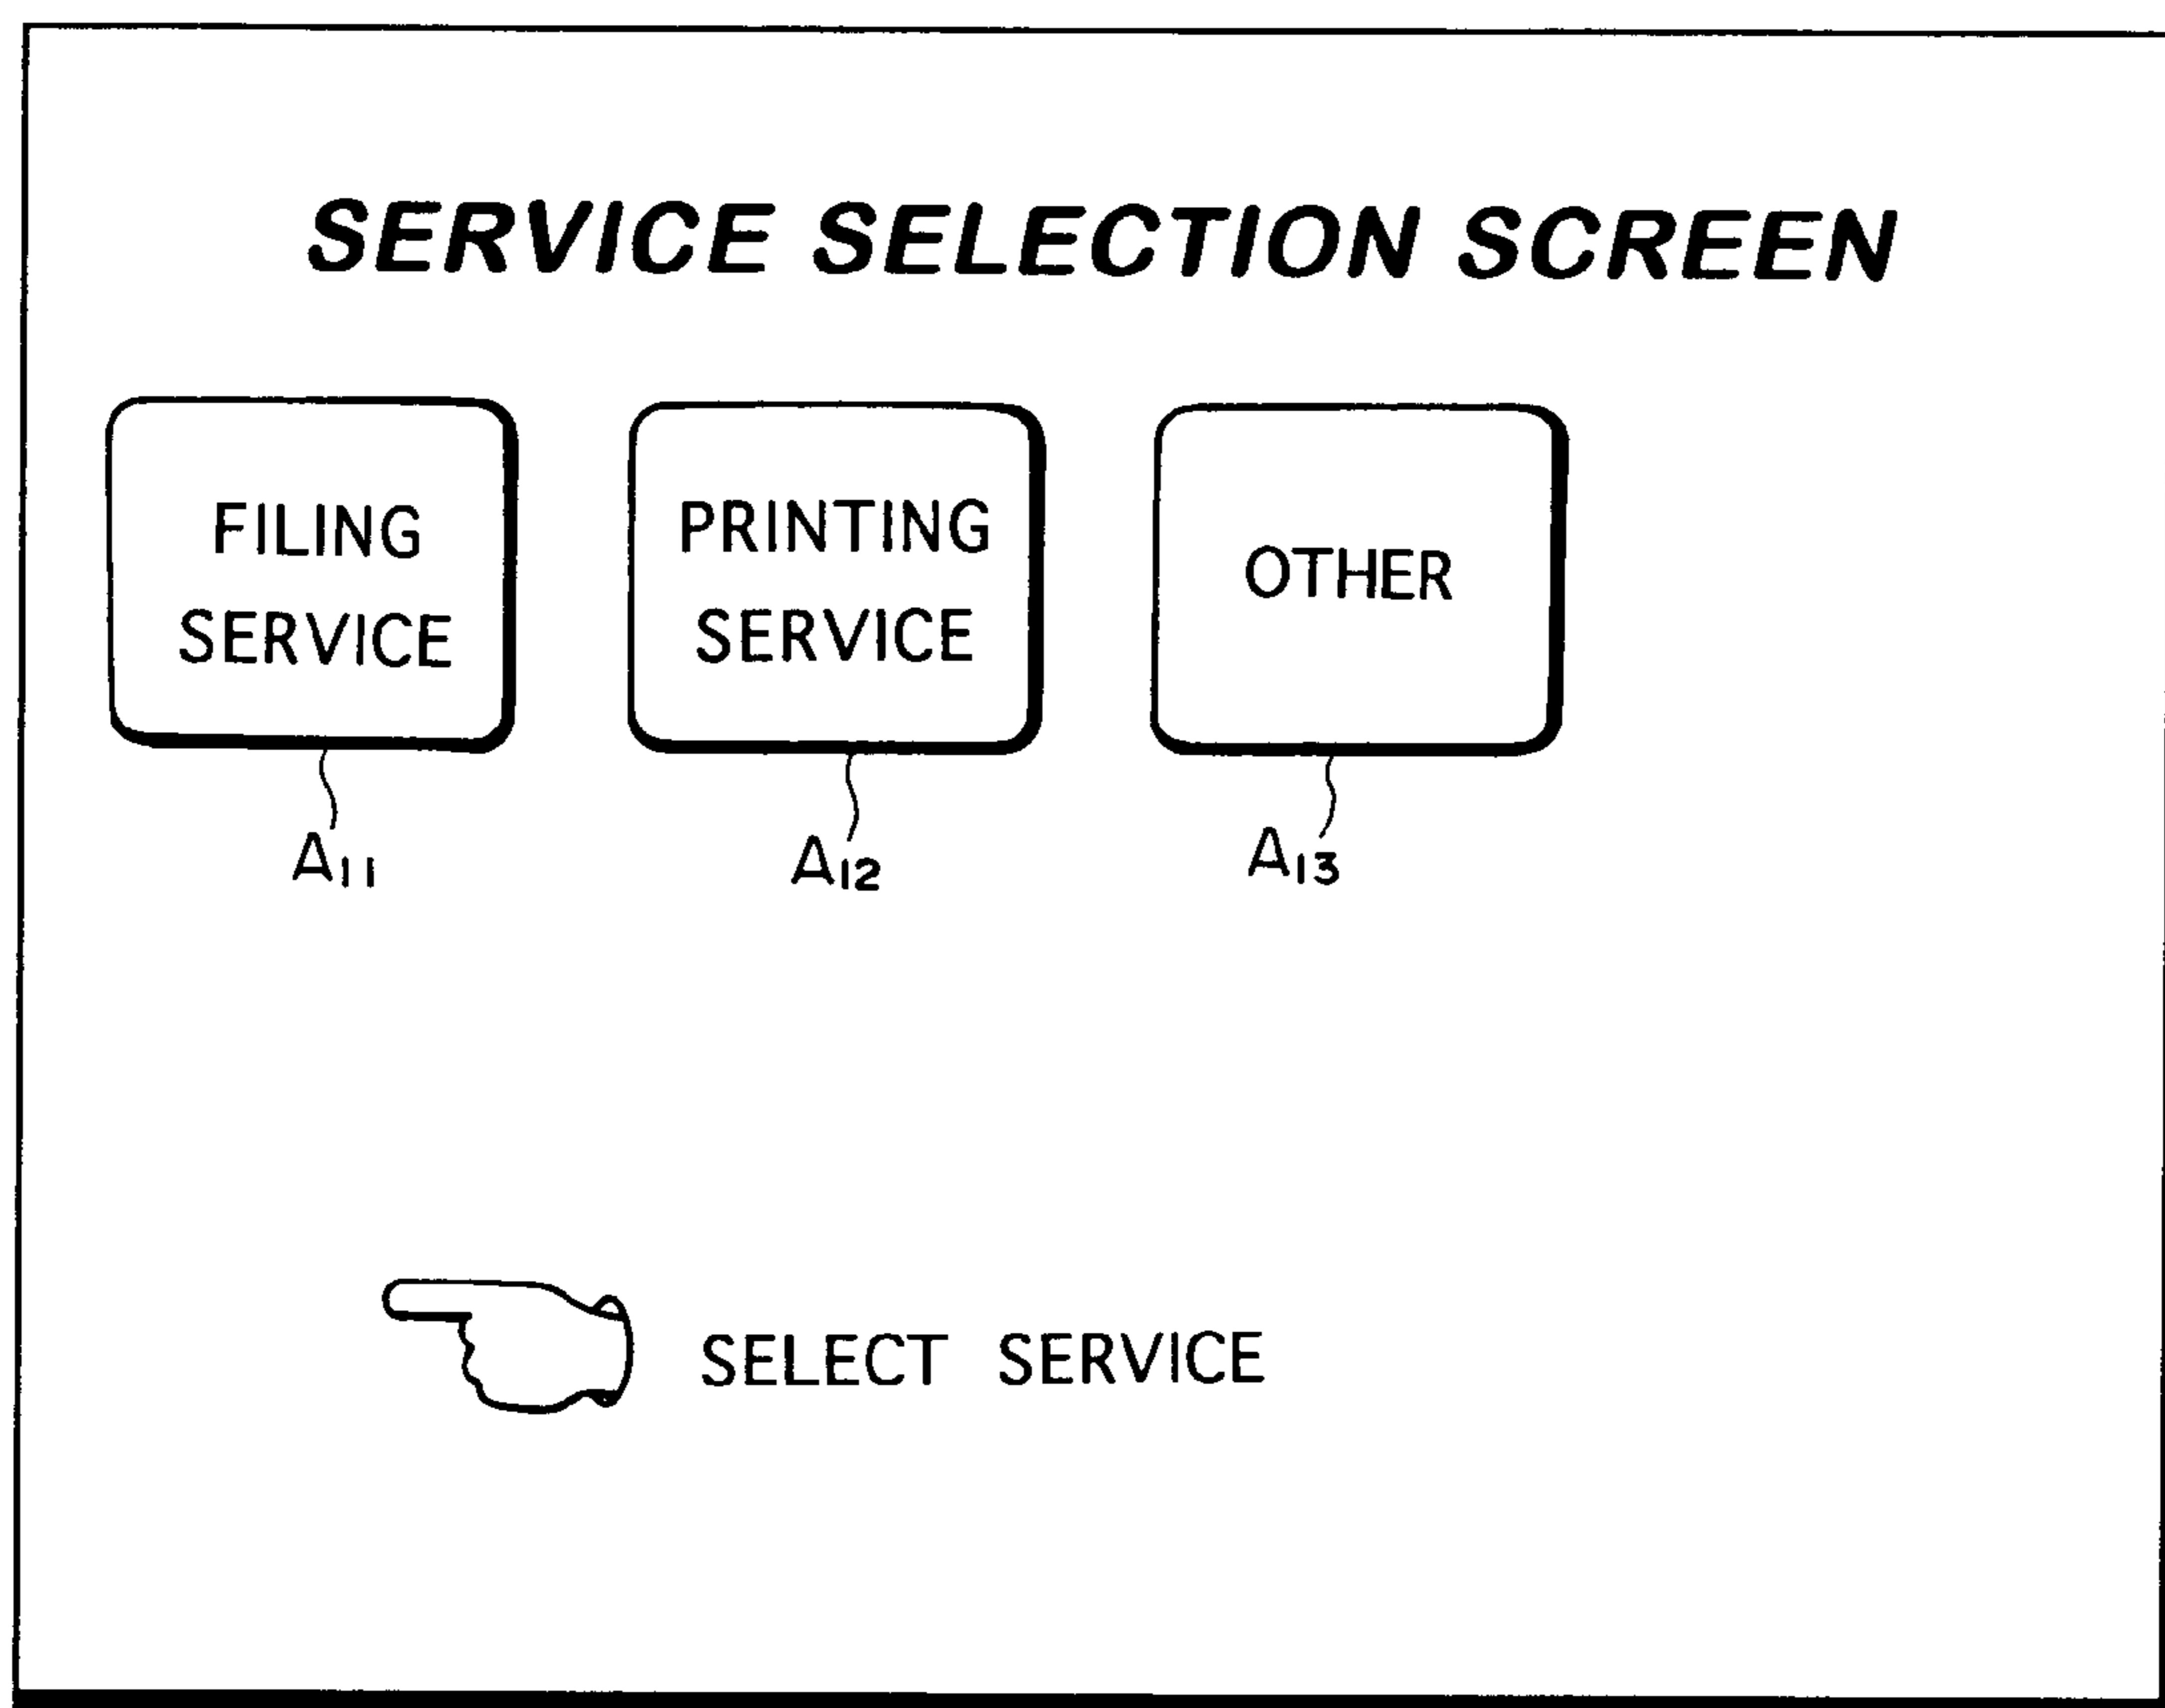 SERVICE SELECTION SCREEN
FILING
SERVICE
PRINTING
SERVICE
OTHER
A11
A12
A13
SELECT SERVICE